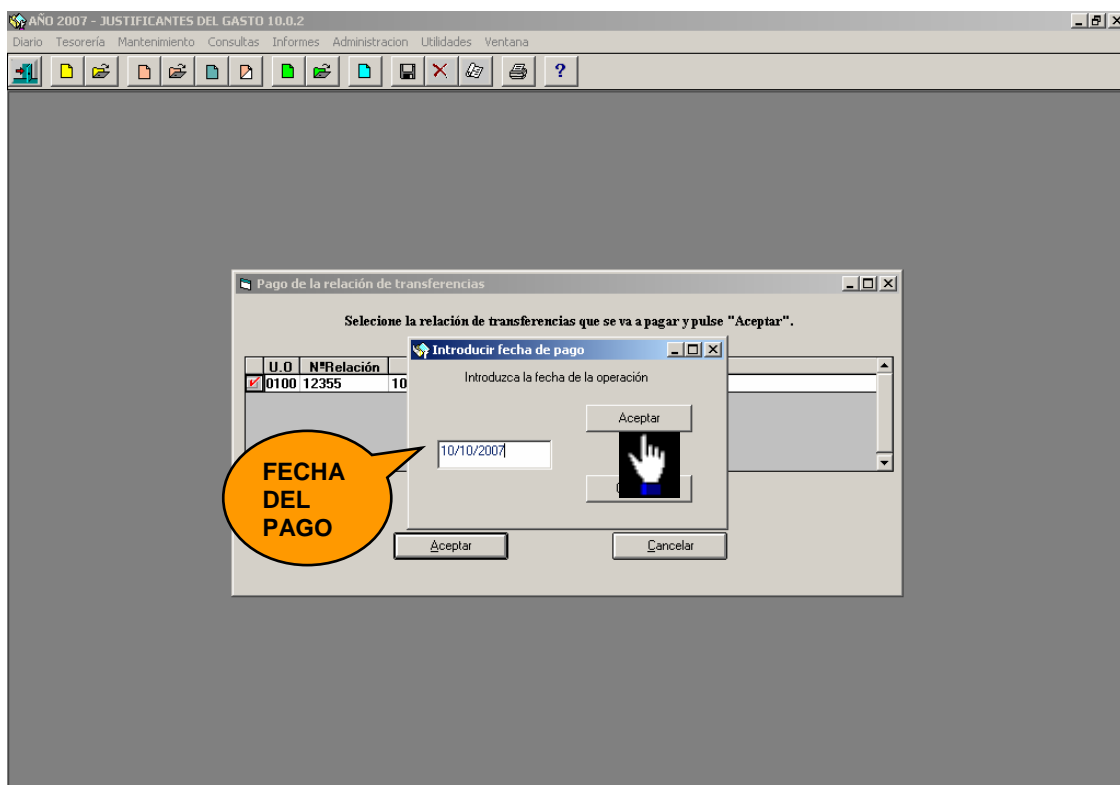 AÑO 2007 - JUSTIFICANTES DEL GASTO 10.0.2
Diario Tesorería Mantenimiento Consultas Informes Administracion Utilidades Ventana
?
Pago de la relación de transferencias
Selecione la relación de transferencias que se va a pagar y pulse "Aceptar".
Introducir fecha de pago
U.O NªRelación
Introduzca la fecha de la operación
0100 12355 10
Aceptar
10/10/2007
FECHA
DEL
PAGO
Aceptar Cancelar